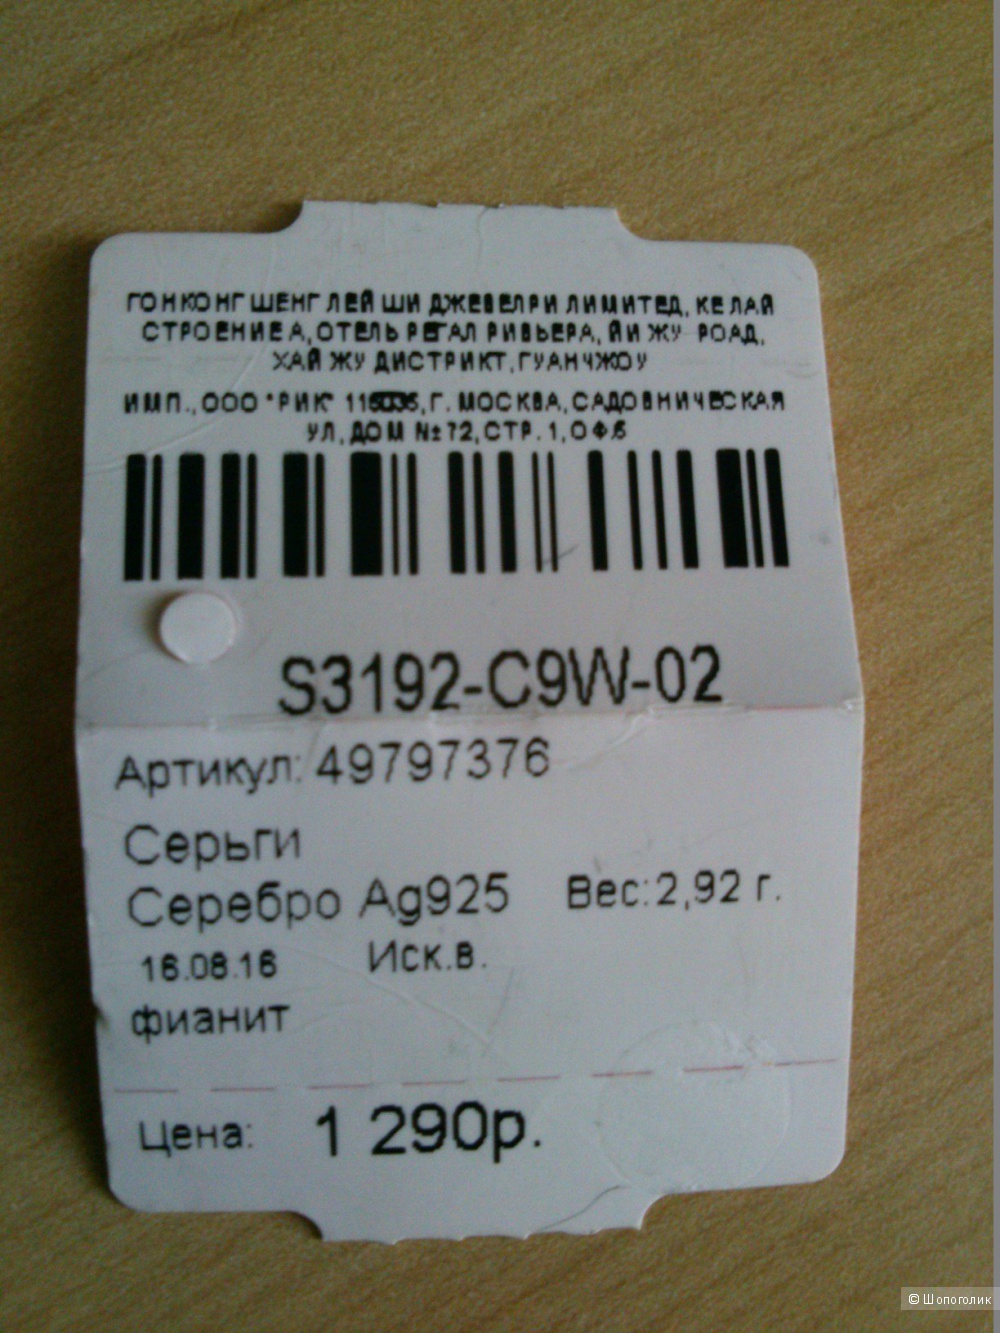 ГОНКОНГ ШЕНГ ЛЕЙ ШИ ДЖЕВЕЛРИ ЛИМИТЕД, КЕЛАЙ
СТРОЕНИЕ А, ОТЕЛЬ РЕГАЛ РИВЬЕРА, ЙИ ЖУ РОАД,
ХАЙ ЖУ ДИСТРИКТ, ГУАНЧЖОУ
ИМП., ООО "РИК" 115035, Г. МОСКВА, САДОВНИЧЕСКАЯ
УЛ, ДОМ №72, СТР. 1, ОФ.6
S3192-C9W-02
Артикул: 49797376
Серьги
Серебро Ag925 Вес:2,92 г.
16.08.16 Иск.в.
фианит
Цена: 1 290р.
© Шопоголик